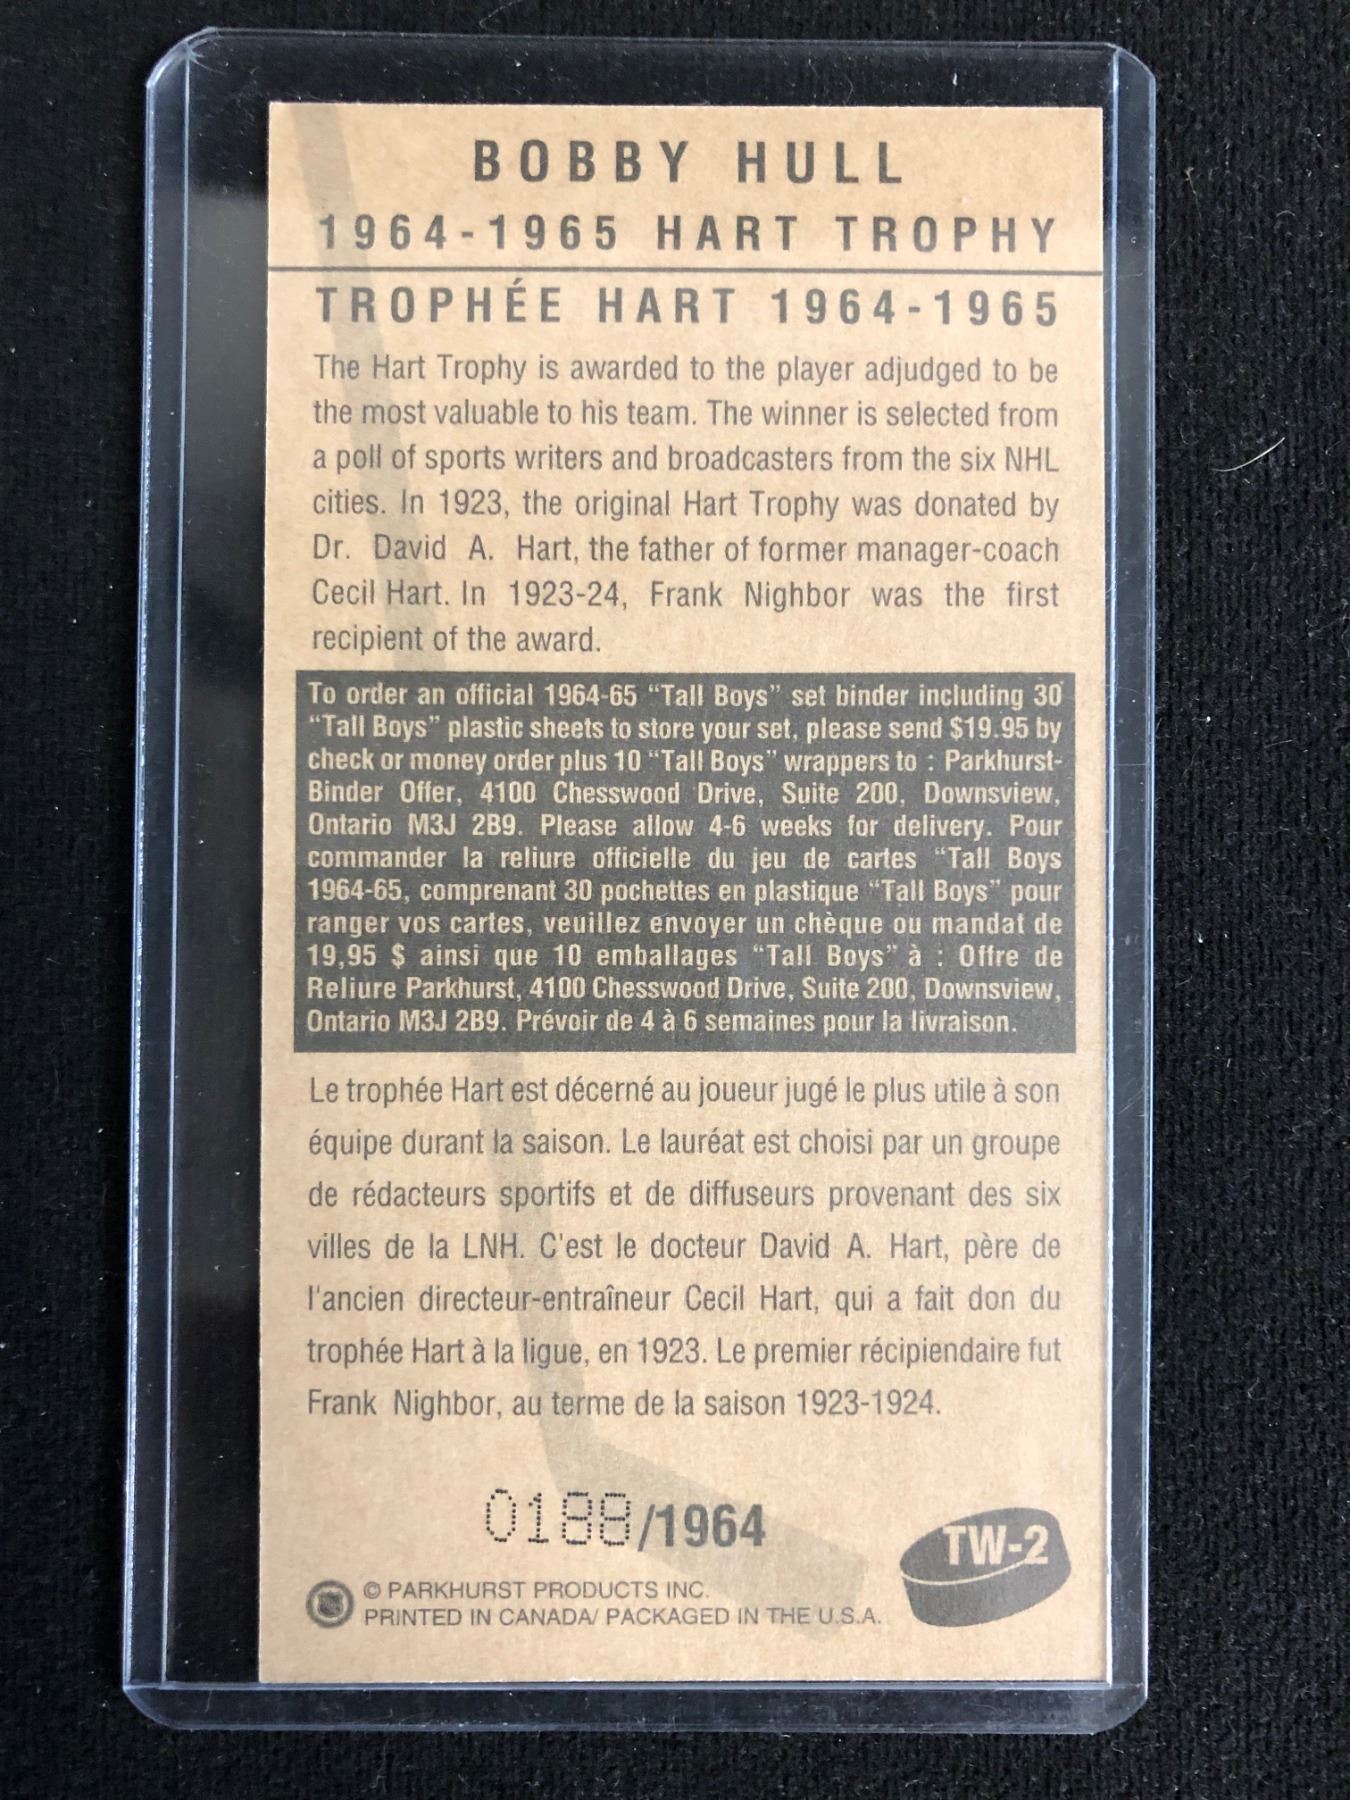 BOBBY HULL
1964-1965 HART TROPHY
TROPHÉE HART 1964-1965
The Hart Trophy is awarded to the player adjudged to be
the most valuable to his team. The winner is selected from
a poll of sports writers and broadcasters from the six NHL
cities. In 1923, the original Hart Trophy was donated by
Dr. David A. Hart, the father of former manager-coach
Cecil Hart. In 1923-24, Frank Nighbor was the first
recipient of the award.
To order an official 1964-65 “Tall Boys” set binder including 30
“Tall Boys” plastic sheets to store your set, please send $19.95 by
check or money order plus 10 “Tall Boys” wrappers to : Parkhurst-
Binder Offer, 4100 Chesswood Drive, Suite 200, Downsview,
Ontario M3J 2B9. Please allow 4-6 weeks for delivery. Pour
commander la reliure officielle du jeu de cartes “Tall Boys
1964-65, comprenant 30 pochettes en plastique “Tall Boys” pour
ranger vos cartes, veuillez envoyer un chèque ou mandat de
19,95 $ ainsi que 10 emballages “Tall Boys” à : Offre de
Reliure Parkhurst, 4100 Chesswood Drive, Suite 200, Downsview,
Ontario M3J 2B9. Prévoir de 4 à 6 semaines pour la livraison.
Le trophée Hart est décerné au joueur jugé le plus utile à son
équipe durant la saison. Le lauréat est choisi par un groupe
de rédacteurs sportifs et de diffuseurs provenant des six
villes de la LNH. C'est le docteur David A. Hart, père de
l'ancien directeur-entraîneur Cecil Hart, qui a fait don du
trophée Hart à la ligue, en 1923. Le premier récipiendaire fut
Frank Nighbor, au terme de la saison 1923-1924.
0188/1964
TW-2
© PARKHURST PRODUCTS INC.
PRINTED IN CANADA/ PACKAGED IN THE U.S.A.